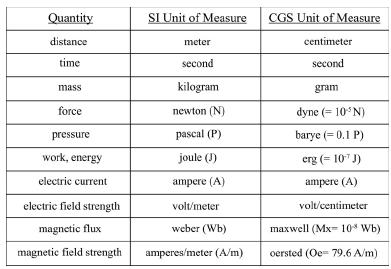 Quantity SI Unit of Measure CGS Unit of Measure
distance meter centimeter
time second second
mass kilogram gram
force newton (N) dyne (= 10⁻⁵ N)
pressure pascal (P) barye (= 0.1 P)
work, energy joule (J) erg (= 10⁻⁷ J)
electric current ampere (A) ampere (A)
electric field strength volt/meter volt/centimeter
magnetic flux weber (Wb) maxwell (Mx= 10⁻⁸ Wb)
magnetic field strength amperes/meter (A/m) oersted (Oe= 79.6 A/m)